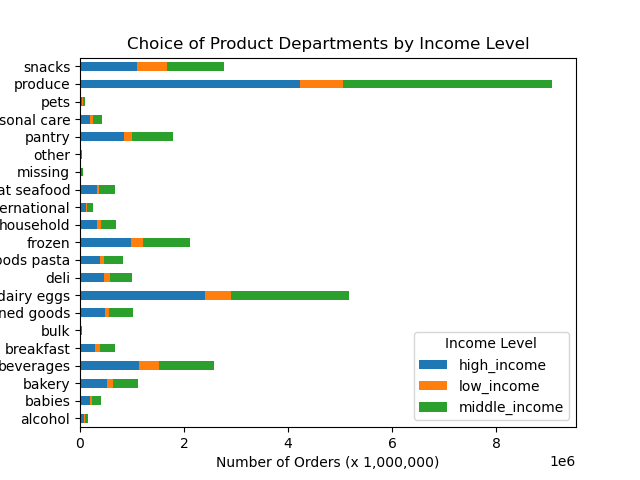 Choice of Product Departments by Income Level
snacks
produce
pets
sonal care
pantry
other
missing
at seafood
ernational
household
frozen
oods pasta
deli
dairy eggs
ned goods
bulk
breakfast
beverages
bakery
babies
alcohol
Income Level
high_income
low_income
middle_income
0 2 4 6 8
1e6
Number of Orders (x 1,000,000)